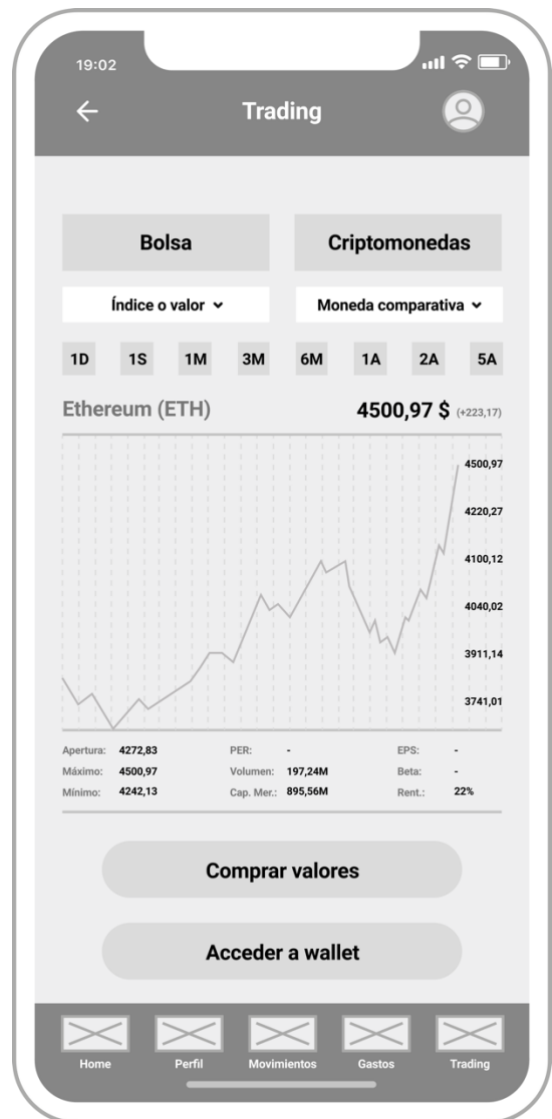 19:02
Trading
Bolsa Criptomonedas
Índice o valor Moneda comparativa
1D 1S 1M 3M 6M 1A 2A 5A
Ethereum (ETH) 4500,97 $ (+223,17)
4500,97
4220,27
4100,12
4040,02
3911,14
3741,01
Apertura: 4272,83 PER: - EPS: -
Máximo: 4500,97 Volumen: 197,24M Beta: -
Mínimo: 4242,13 Cap. Mer.: 895,56M Rent.: 22%
Comprar valores
Acceder a wallet
Home Perfil Movimientos Gastos Trading